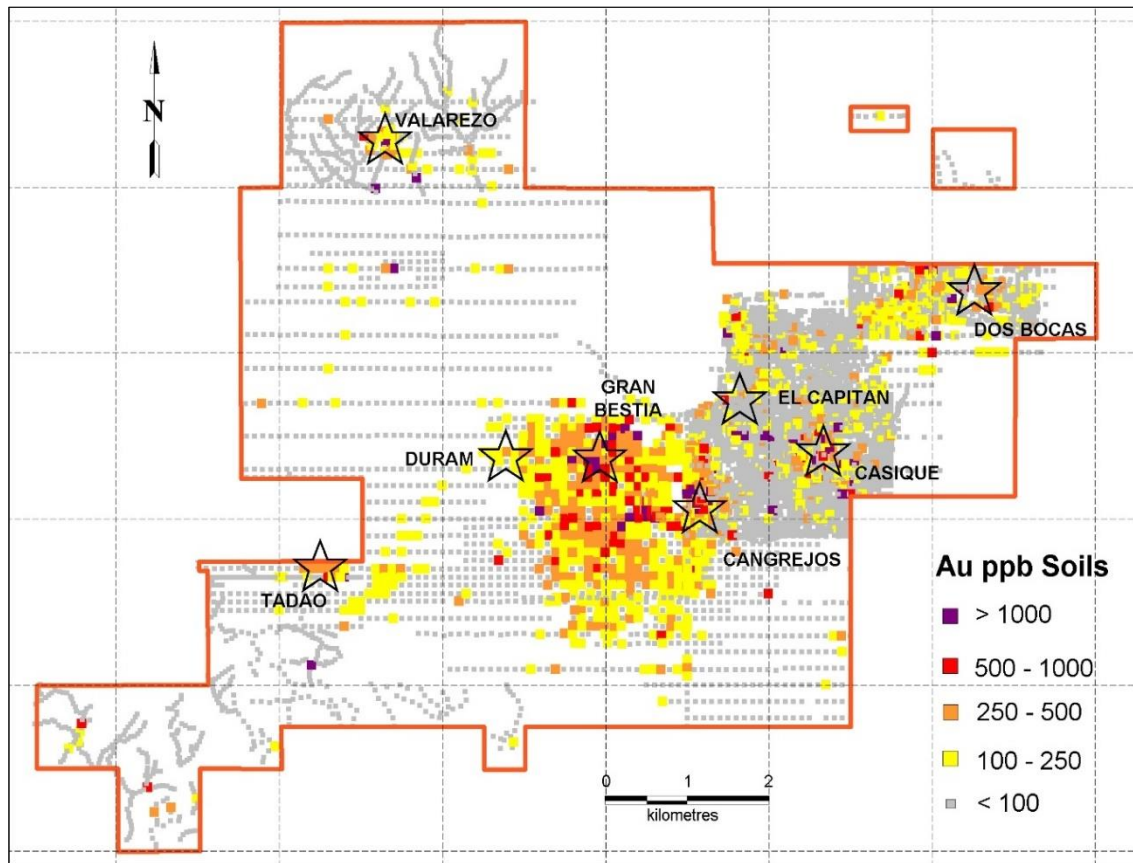 N
VALAREZO
DOS BOCAS
GRAN
BESTIA
EL CAPITAN
DURAM
CASIQUE
CANGREJOS
TADAO
Au ppb Soils
> 1000
500 - 1000
250 - 500
100 - 250
< 100
0 1 2
kilometres